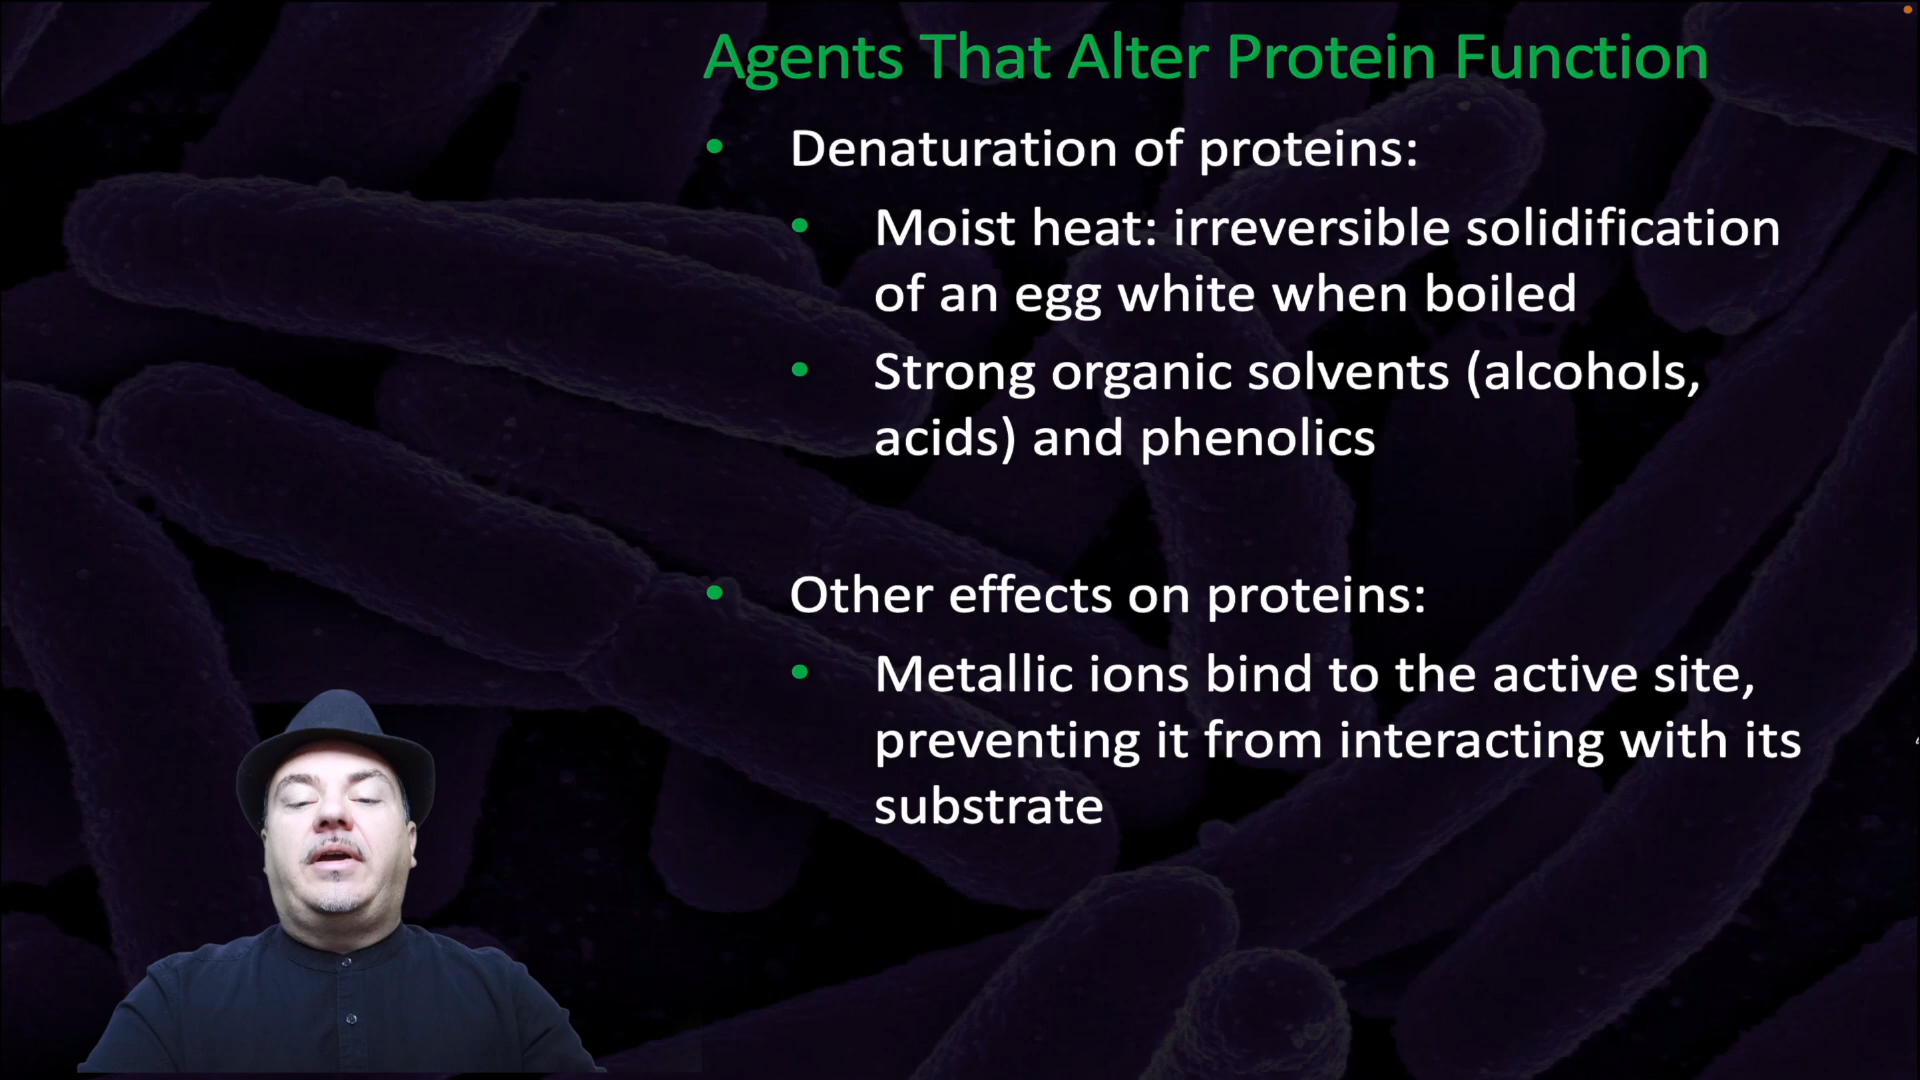 Agents That Alter Protein Function
• Denaturation of proteins:
• Moist heat: irreversible solidification
of an egg white when boiled
• Strong organic solvents (alcohols,
acids) and phenolics
• Other effects on proteins:
• Metallic ions bind to the active site,
preventing it from interacting with its
substrate